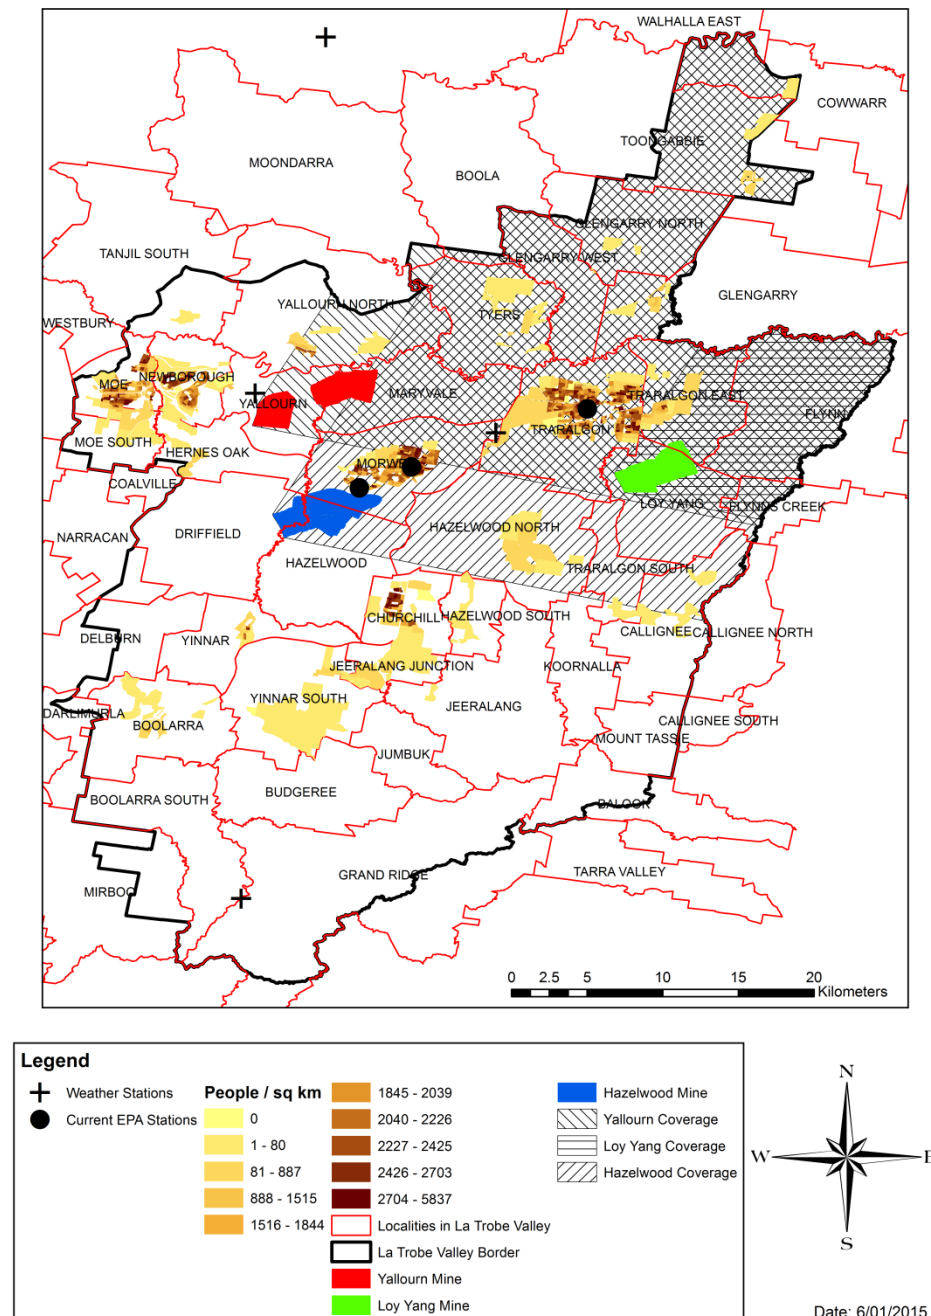 WALHALLA EAST
COWWARR
TOONGABBIE
MOONDARRA
BOOLA
GLENGARRY NORTH
TANJIL SOUTH
GLENGARRY WEST
GLENGARRY
YALLOURN NORTH
WESTBURY
TYERS
NEWBOROUGH
MOE
MARYVALE
TRARALGON EAST
YALLOURN
FLYNN
TRARALGON
MOE SOUTH
HERNES OAK
MORWELL
COALVILLE
LOY YANG
FLYNNS CREEK
HAZELWOOD NORTH
NARRACAN
DRIFFIELD
HAZELWOOD
TRARALGON SOUTH
CHURCHILL
HAZELWOOD SOUTH
CALLIGNEE
CALLIGNEE NORTH
DELBURN
YINNAR
JEERALANG JUNCTION
KOORNALLA
YINNAR SOUTH
JEERALANG
DARLIMURLA
BOOLARRA
CALLIGNEE SOUTH
MOUNT TASSIE
JUMBUK
BUDGEREE
BOOLARRA SOUTH
BALOOK
TARRA VALLEY
GRAND RIDGE
MIRBOO
0 2.5 5 10 15 20
Kilometers
Legend
Weather Stations
Current EPA Stations
People / sq km
0
1 - 80
81 - 887
888 - 1515
1516 - 1844
1845 - 2039
2040 - 2226
2227 - 2425
2426 - 2703
2704 - 5837
Localities in La Trobe Valley
La Trobe Valley Border
Yallourn Mine
Loy Yang Mine
Hazelwood Mine
Yallourn Coverage
Loy Yang Coverage
Hazelwood Coverage
N
W E
S
Date: 6/01/2015